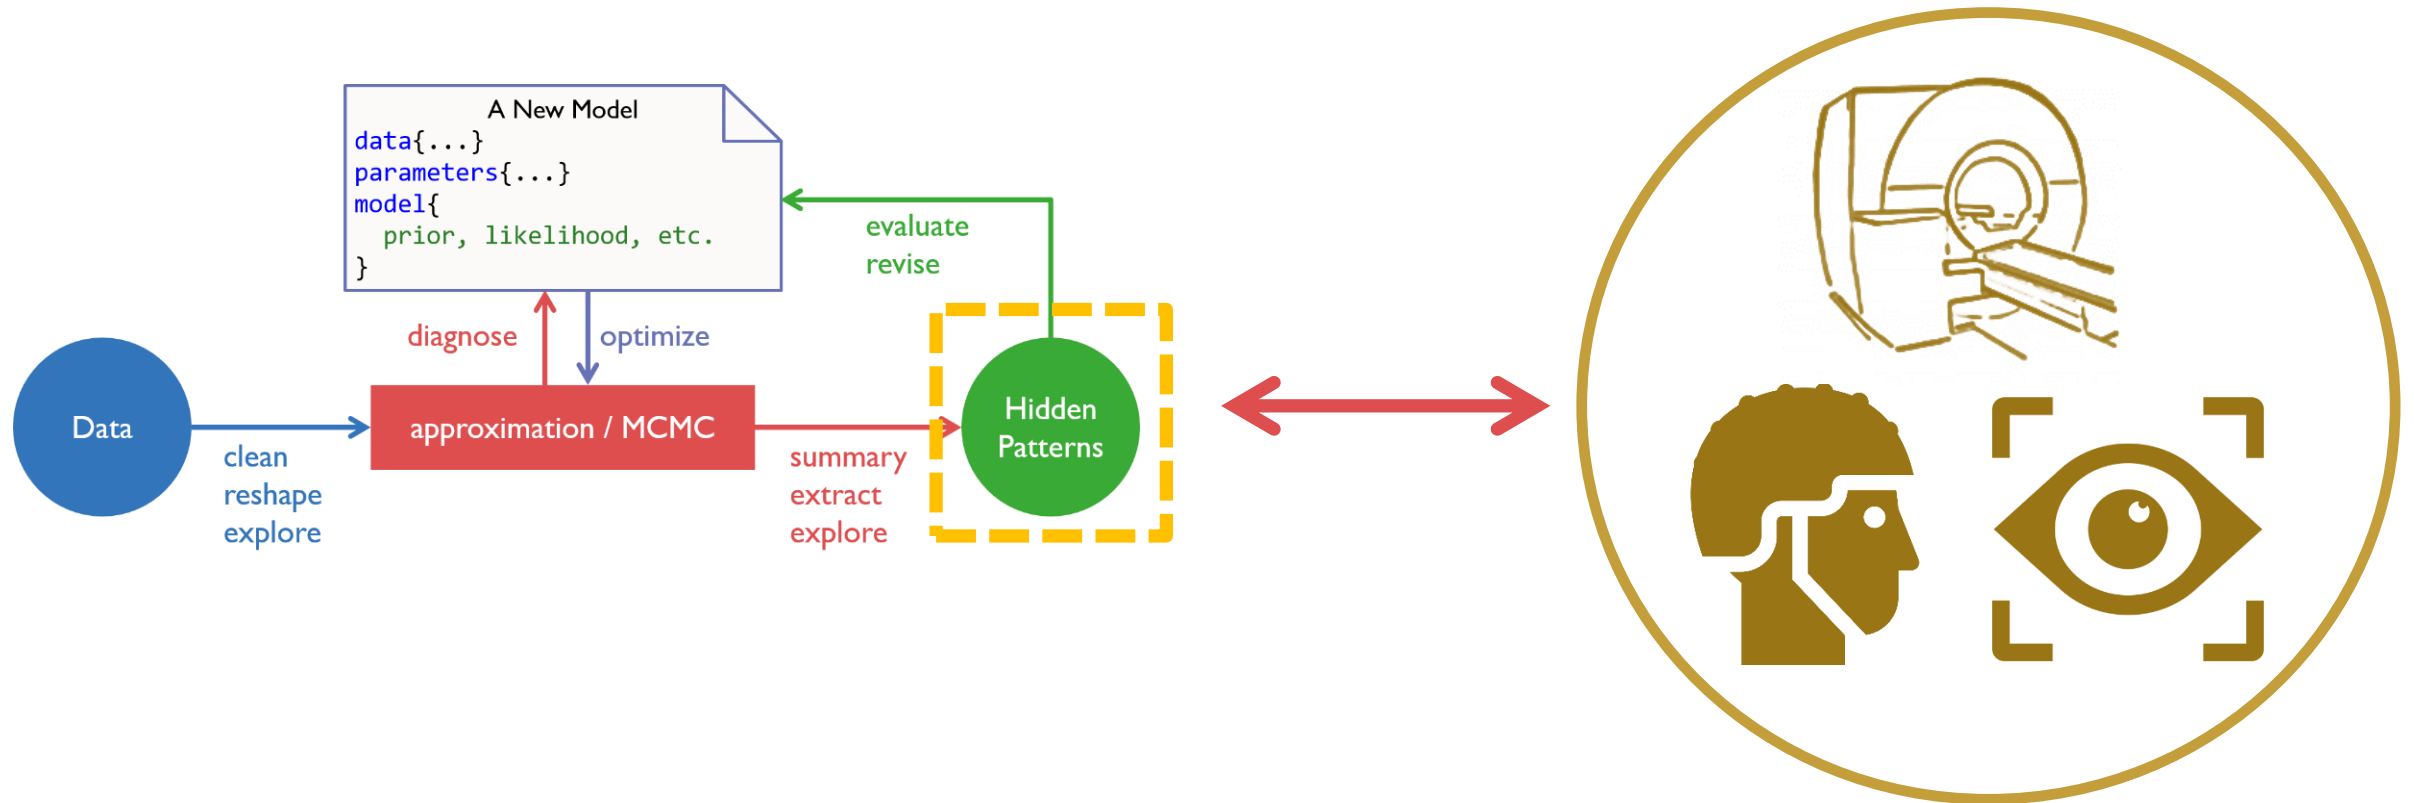 A New Model
data{...}
parameters{...}
model{
  prior, likelihood, etc.
}
evaluate
revise
diagnose
optimize
Data
clean
reshape
explore
approximation / MCMC
summary
extract
explore
Hidden
Patterns